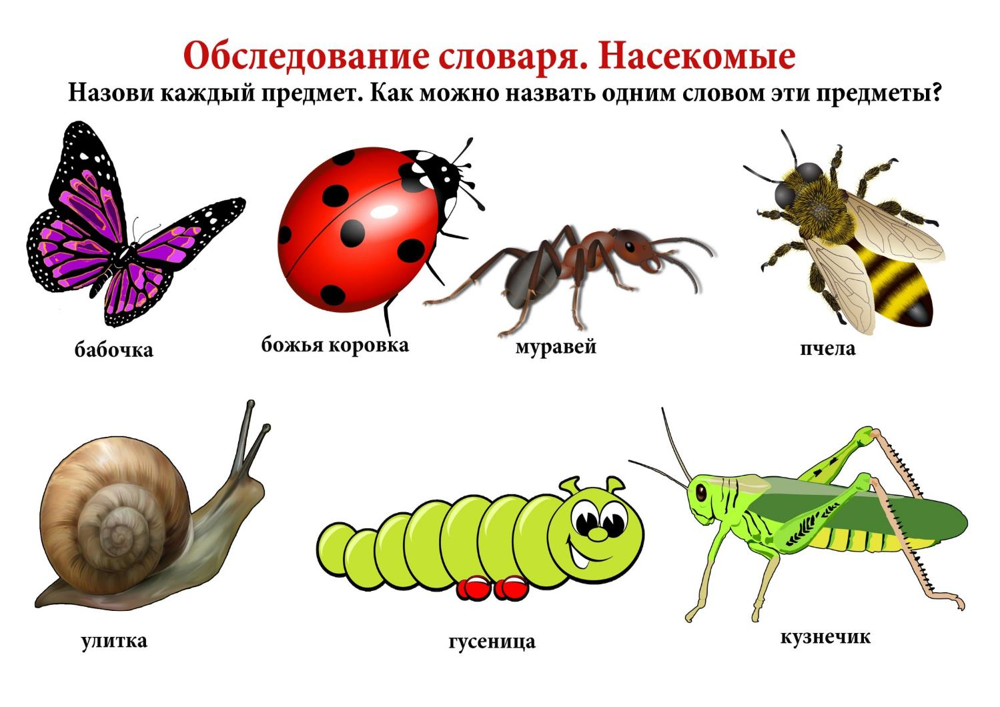 Обследование словаря. Насекомые
Назови каждый предмет. Как можно назвать одним словом эти предметы?
бабочка
божья коровка
муравей
пчела
улитка
гусеница
кузнечик